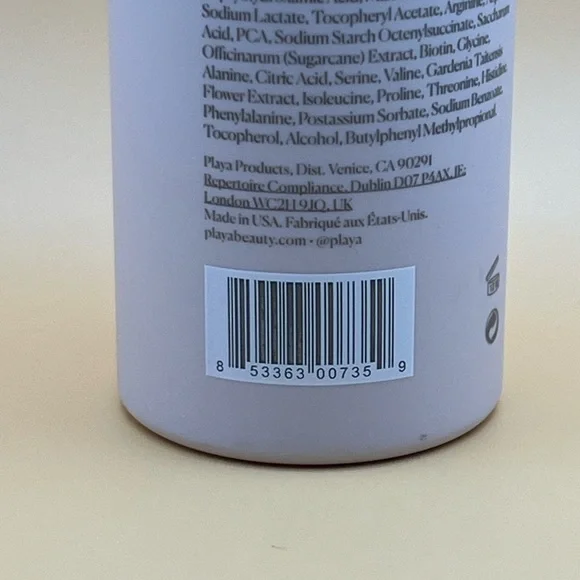 Sodium Lactate, Tocopheryl Acetate, Arginine,
Acid, PCA, Sodium Starch Octenylsuccinate, Saccharum
Officinarum (Sugarcane) Extract, Biotin, Glycine,
Alanine, Citric Acid, Serine, Valine, Gardenia Taitensis
Flower Extract, Isoleucine, Proline, Threonine, Histidine,
Phenylalanine, Postassium Sorbate, Sodium Benzoate,
Tocopherol, Alcohol, Butylphenyl Methylpropional
Playa Products, Dist. Venice, CA 90291
Repertoire Compliance, Dublin D07 P4AX, IE;
London WC2H 9JQ, UK
Made in USA. Fabriqué aux États-Unis.
playabeauty.com • @playa
8 53363 00735 9